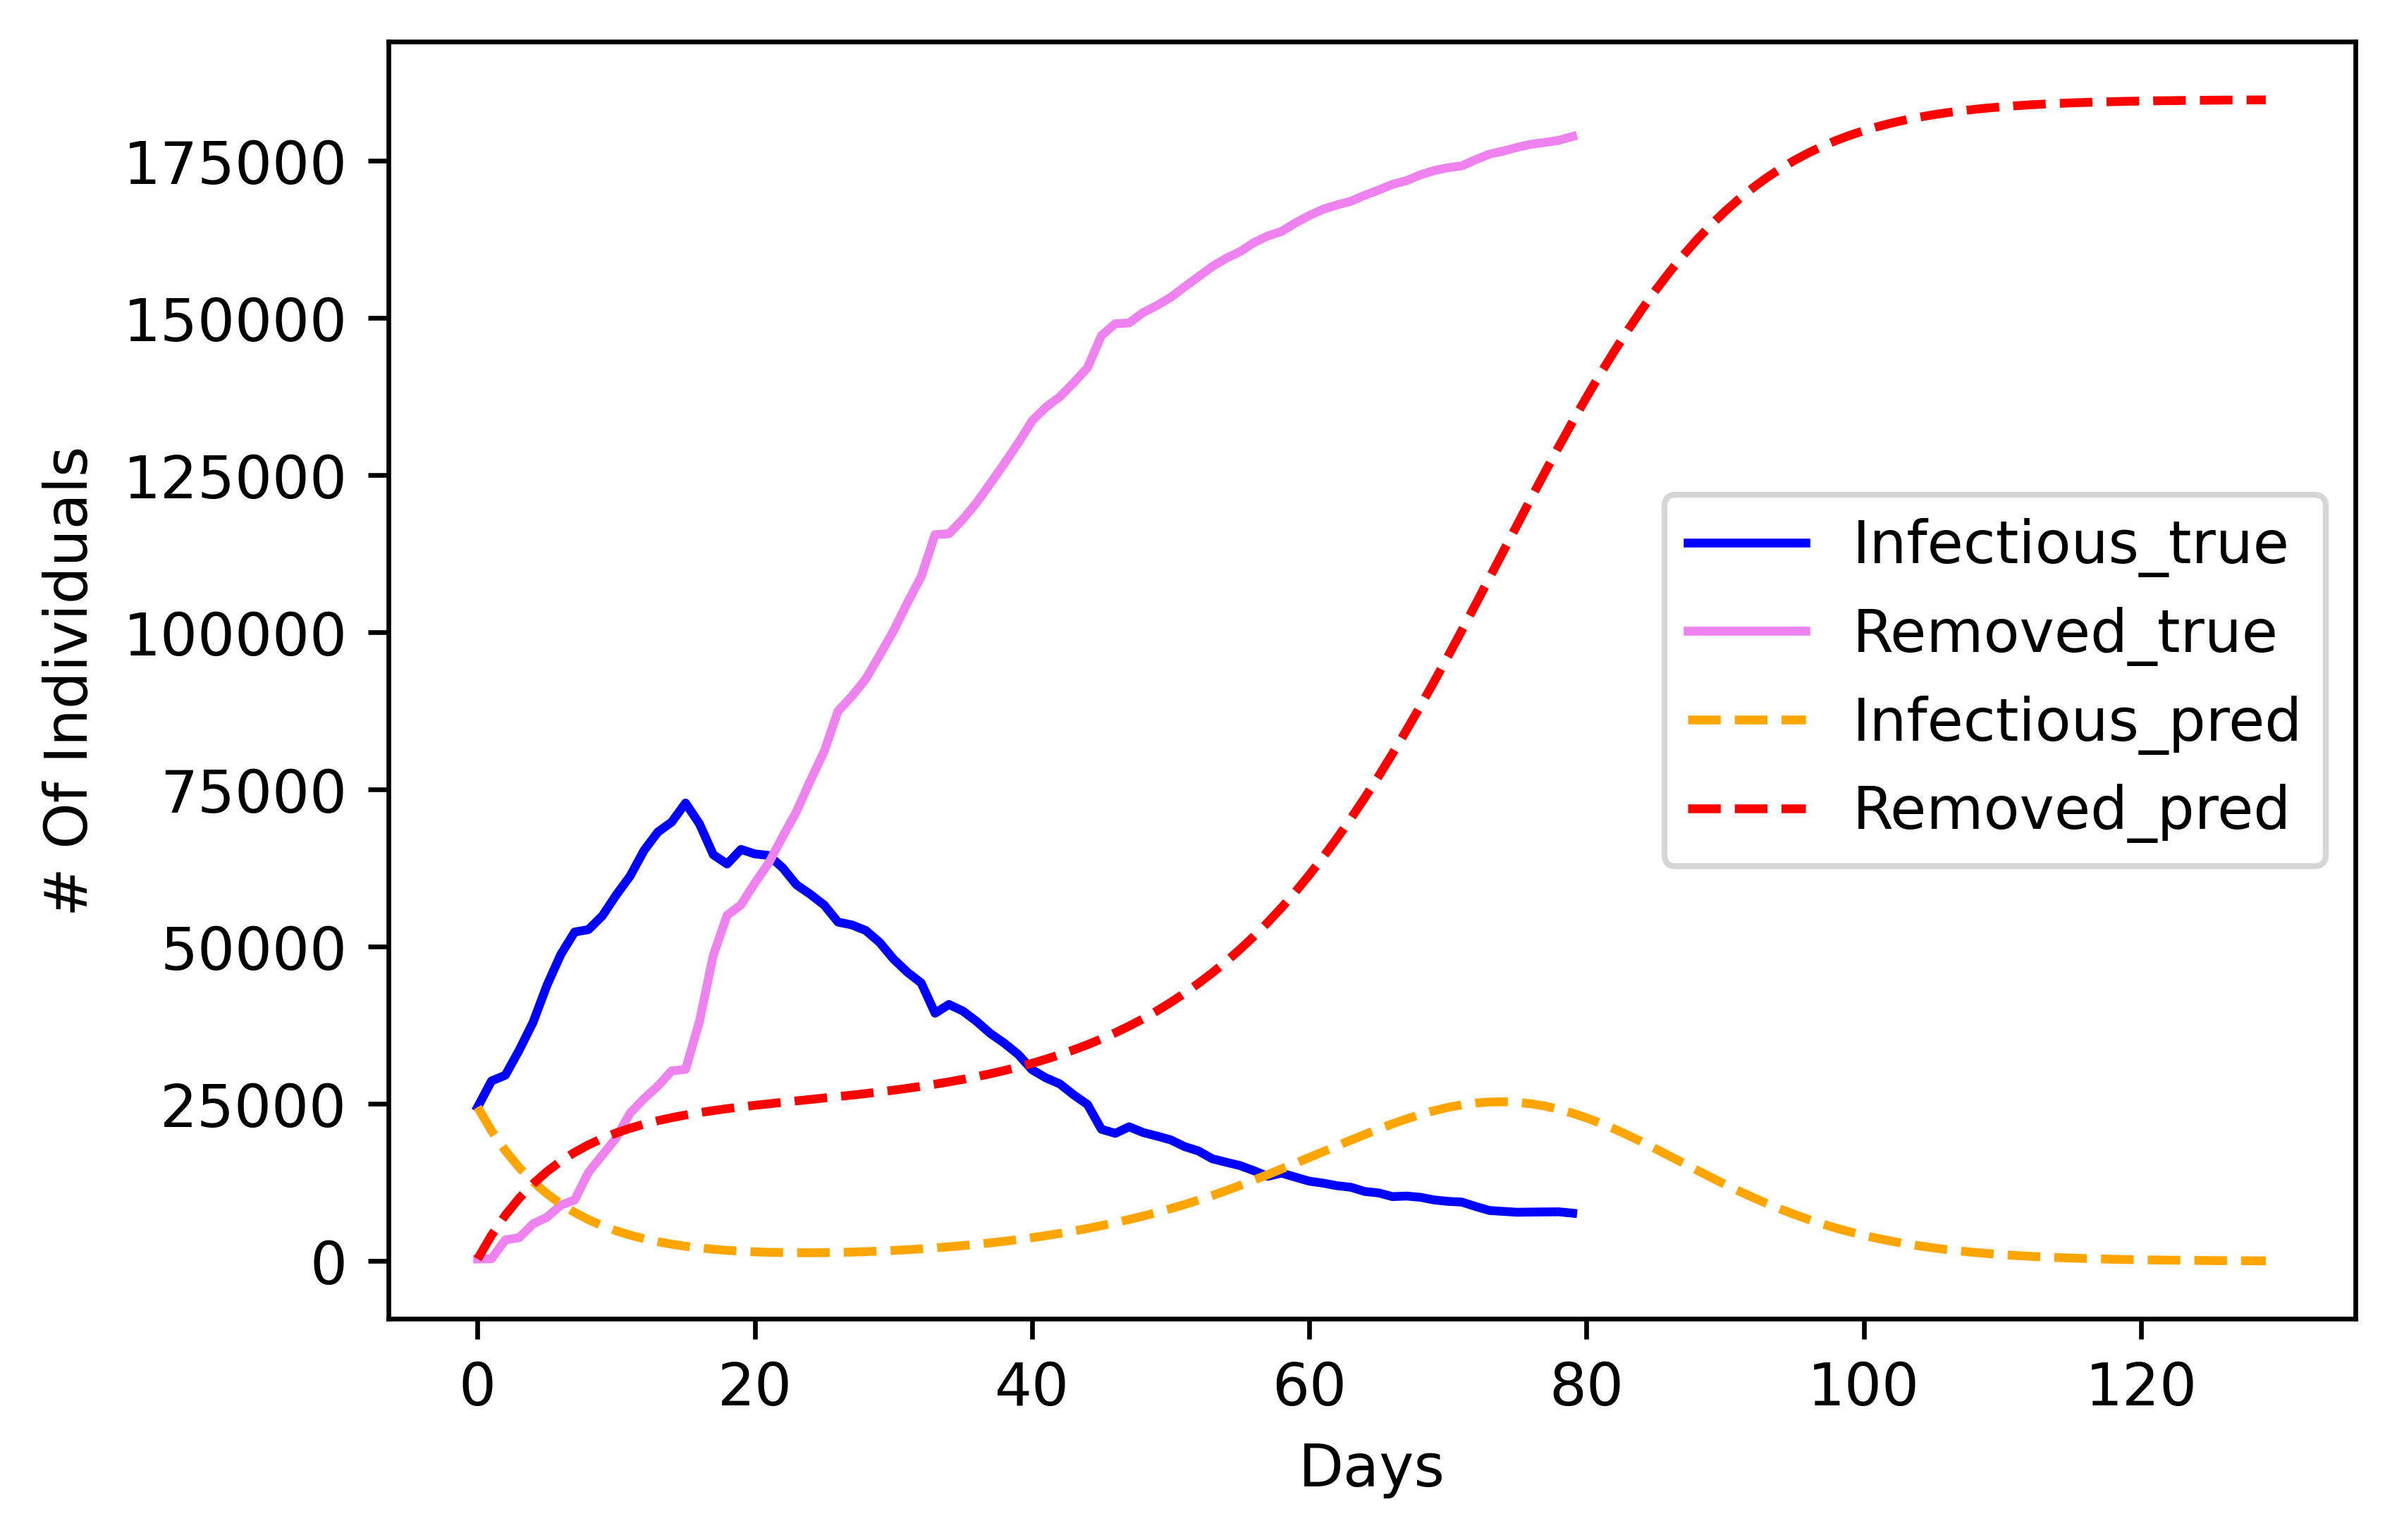 # Of Individuals
175000
150000
125000
100000
75000
50000
25000
0
Infectious_true
Removed_true
Infectious_pred
Removed_pred
0 20 40 60 80 100 120
Days